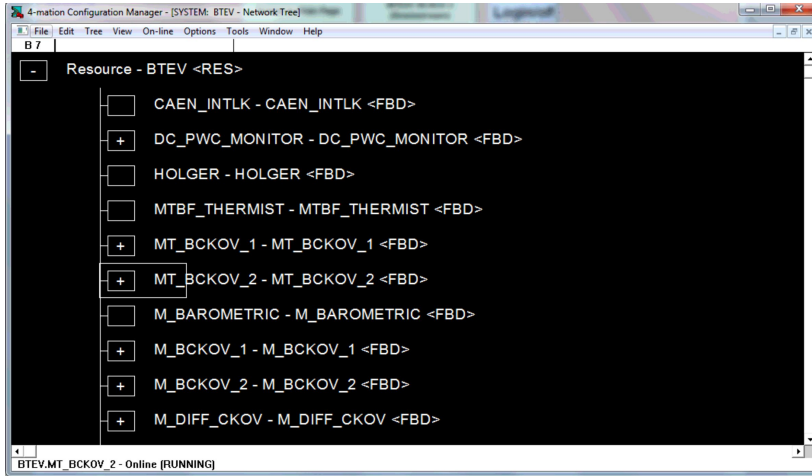 4-mation Configuration Manager - [SYSTEM: BTEV - Network Tree]
Login/of
File Edit Tree View On-line Options Tools Window Help
B 7
- Resource - BTEV <RES>
CAEN_INTLK - CAEN_INTLK <FBD>
+ DC_PWC_MONITOR - DC_PWC_MONITOR <FBD>
HOLGER - HOLGER <FBD>
MTBF_THERMIST - MTBF_THERMIST <FBD>
+ MT_BCKOV_1 - MT_BCKOV_1 <FBD>
+ MT_BCKOV_2 - MT_BCKOV_2 <FBD>
M_BAROMETRIC - M_BAROMETRIC <FBD>
+ M_BCKOV_1 - M_BCKOV_1 <FBD>
+ M_BCKOV_2 - M_BCKOV_2 <FBD>
+ M_DIFF_CKOV - M_DIFF_CKOV <FBD>
BTEV.MT_BCKOV_2 - Online [RUNNING]